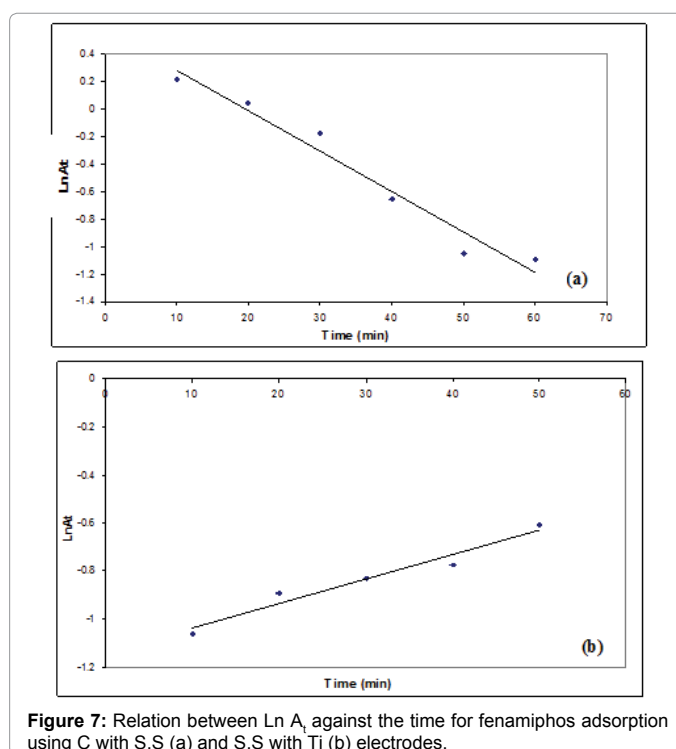 0.4
0.2
0
-0.2
-0.4
-0.6
-0.8
-1
-1.2
-1.4
LnAt
0 10 20 30 40 50 60 70
Time (min)
(a)
0
-0.2
-0.4
-0.6
-0.8
-1
-1.2
LnAt
0 10 20 30 40 50 60
Time (min)
(b)
Figure 7: Relation between Ln At against the time for fenamiphos adsorption
using C with S.S (a) and S.S with Ti (b) electrodes.